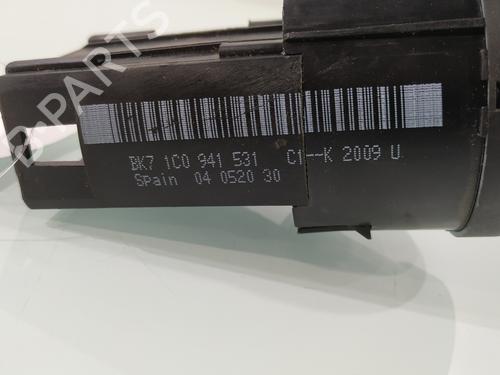 B-PARTS
BK7 1C0 941 531 C1--K 2009 U
Spain 04 0520 30